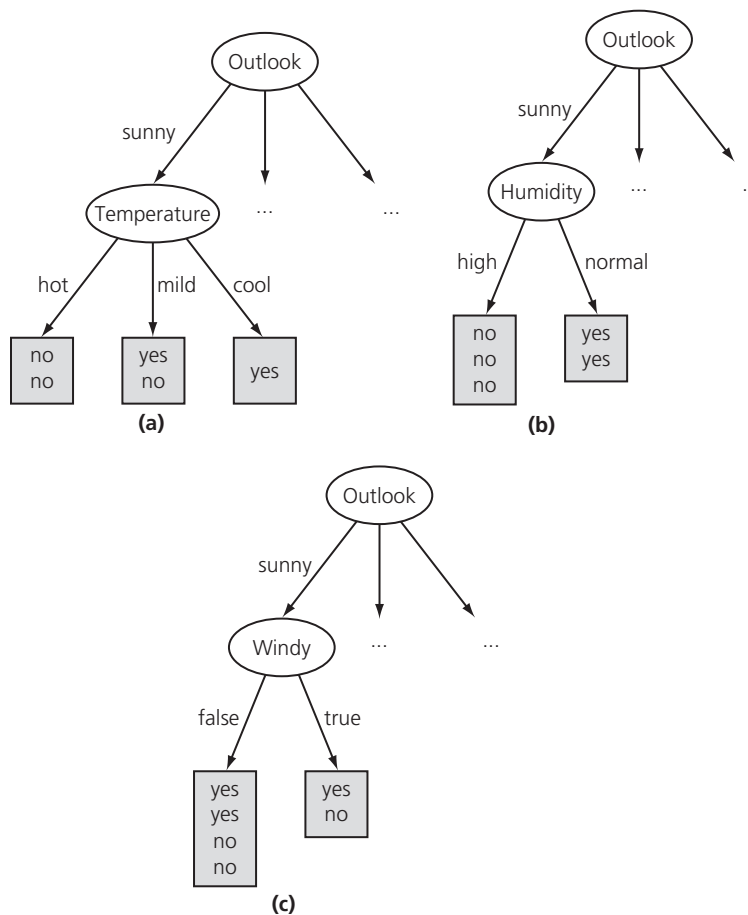 Outlook
sunny
Temperature
...
...
hot
mild
cool
no
no
yes
no
yes
(a)
Outlook
sunny
Humidity
...
.
high
normal
no
no
no
yes
yes
(b)
Outlook
sunny
Windy
...
...
false
true
yes
yes
no
no
yes
no
(c)